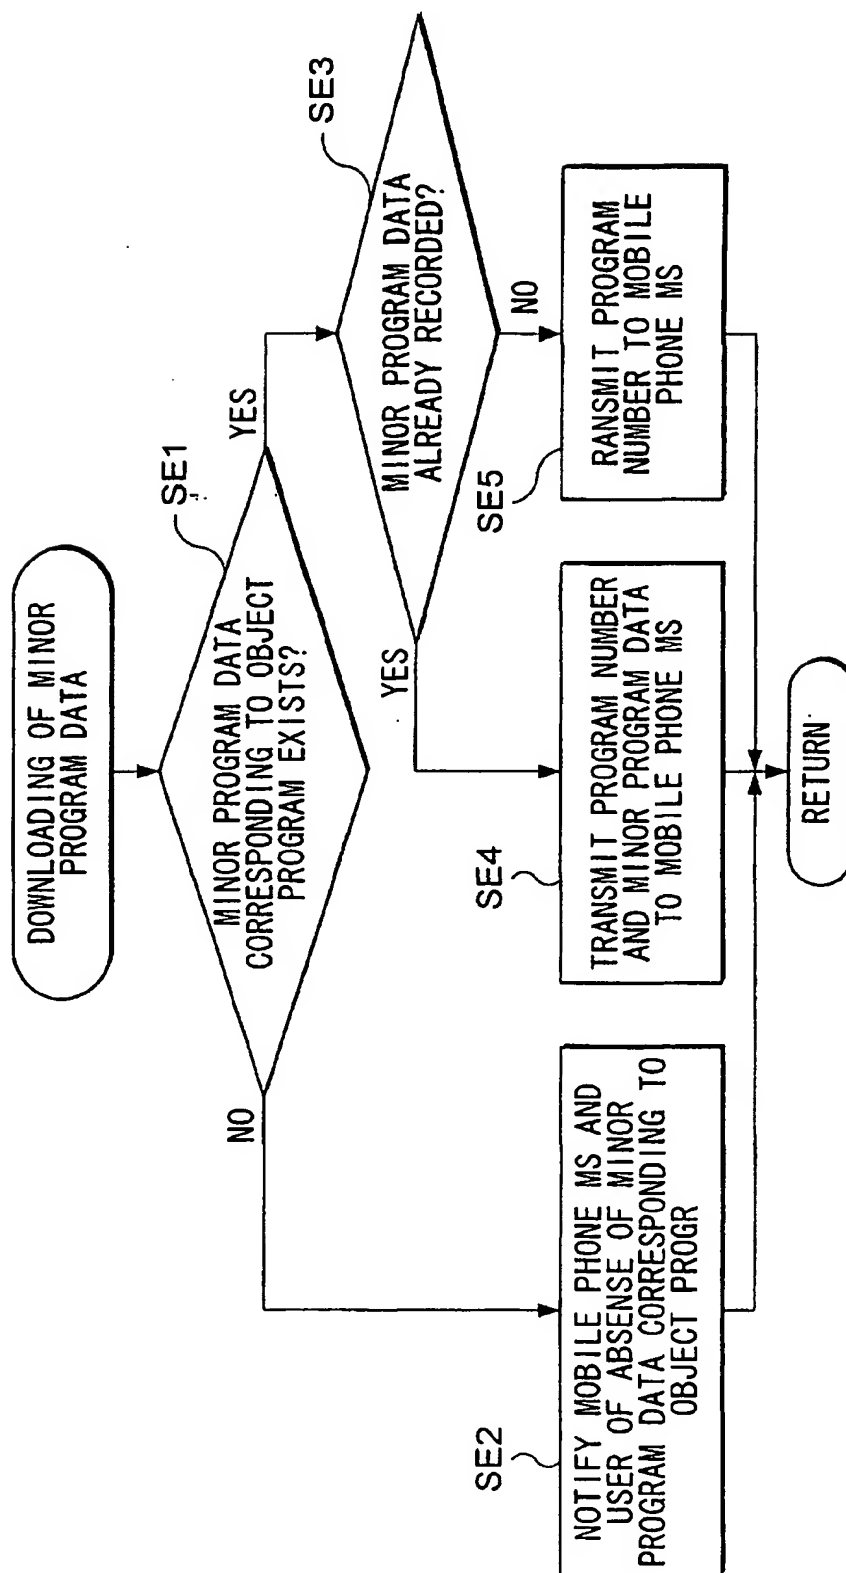 DOWNLOADING OF MINOR
PROGRAM DATA
SE1
MINOR PROGRAM DATA
CORRESPONDING TO OBJECT
PROGRAM EXISTS?
NO
YES
SE3
MINOR PROGRAM DATA
ALREADY RECORDED?
YES
NO
SE2
NOTIFY MOBILE PHONE MS AND
USER OF ABSENSE OF MINOR
PROGRAM DATA CORRESPONDING TO
OBJECT PROGR
SE4
TRANSMIT PROGRAM NUMBER
AND MINOR PROGRAM DATA
TO MOBILE PHONE MS
SE5
RANSMIT PROGRAM
NUMBER TO MOBILE
PHONE MS
RETURN